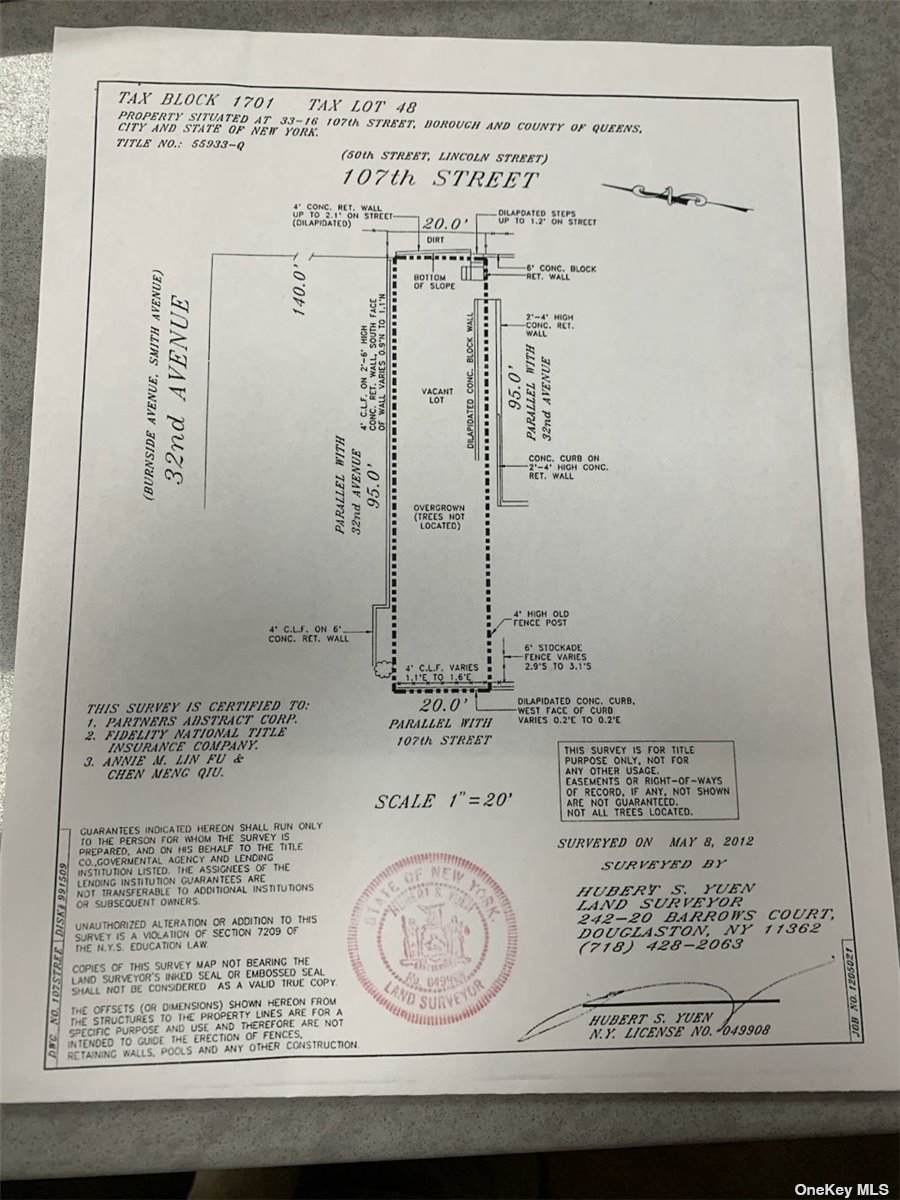 TAX BLOCK 1701 TAX LOT 48
PROPERTY SITUATED AT 33-16 107th STREET, BOROUGH AND COUNTY OF QUEENS,
CITY AND STATE OF NEW YORK.
TITLE NO.: 55933-Q
(50th STREET, LINCOLN STREET)
107th STREET
4' CONC. RET. WALL
UP TO 2.1' ON STREET
(DILAPIDATED)
20.0'
DIRT
DILAPDATED STEPS
UP TO 1.2' ON STREET
BOTTOM
OF SLOPE
6' CONC. BLOCK
RET. WALL
140.0'
(BURNSIDE AVENUE, SMITH AVENUE)
32nd AVENUE
4' C.L.F. ON 2'-6' HIGH
CONC. RET. WALL, SOUTH FACE
OF WALL VARIES 0.9'N TO 1.1'N
VACANT
LOT
DILAPIDATED CONC. BLOCK WALL
2'-4' HIGH
CONC. RET.
WALL
95.0'
PARALLEL WITH
32nd AVENUE
PARALLEL WITH
32nd AVENUE
95.0'
CONC. CURB ON
2'-4' HIGH CONC.
RET. WALL
OVERGROWN
(TREES NOT
LOCATED)
4' C.L.F. ON 6'
CONC. RET. WALL
4' HIGH OLD
FENCE POST
6' STOCKADE
FENCE VARIES
2.9'S TO 3.1'S
4' C.L.F. VARIES
1.1'E TO 1.6'E
20.0'
PARALLEL WITH
107th STREET
DILAPIDATED CONC. CURB,
WEST FACE OF CURB
VARIES 0.2'E TO 0.2'E
THIS SURVEY IS CERTIFIED TO:
1. PARTNERS ABSTRACT CORP.
2. FIDELITY NATIONAL TITLE
INSURANCE COMPANY.
3. ANNIE M. LIN FU &
CHEN MENG QIU.
THIS SURVEY IS FOR TITLE
PURPOSE ONLY, NOT FOR
ANY OTHER USAGE.
EASEMENTS OR RIGHT-OF-WAYS
OF RECORD, IF ANY, NOT SHOWN
ARE NOT GUARANTEED.
NOT ALL TREES LOCATED.
SCALE 1"=20'
GUARANTEES INDICATED HEREON SHALL RUN ONLY
TO THE PERSON FOR WHOM THE SURVEY IS
PREPARED, AND ON HIS BEHALF TO THE TITLE
CO.,GOVERMENTAL AGENCY AND LENDING
INSTITUTION LISTED. THE ASSIGNEES OF THE
LENDING INSTITUTION GUARANTEES ARE
NOT TRANSFERABLE TO ADDITIONAL INSTITUTIONS
OR SUBSEQUENT OWNERS.
UNAUTHORIZED ALTERATION OR ADDITION TO THIS
SURVEY IS A VIOLATION OF SECTION 7209 OF
THE N.Y.S. EDUCATION LAW.
COPIES OF THIS SURVEY MAP NOT BEARING THE
LAND SURVEYOR'S INKED SEAL OR EMBOSSED SEAL
SHALL NOT BE CONSIDERED AS A VALID TRUE COPY.
THE OFFSETS (OR DIMENSIONS) SHOWN HEREON FROM
THE STRUCTURES TO THE PROPERTY LINES ARE FOR A
SPECIFIC PURPOSE AND USE AND THEREFORE ARE NOT
INTENDED TO GUIDE THE ERECTION OF FENCES,
RETAINING WALLS, POOLS AND ANY OTHER CONSTRUCTION.
DWG. NO. 107STREE DISK# 991509
STATE OF NEW YORK
HUBERT S. YUEN
LAND SURVEYOR
SURVEYED ON MAY 8, 2012
SURVEYED BY
HUBERT S. YUEN
LAND SURVEYOR
242-20 BARROWS COURT,
DOUGLASTON, NY 11362
(718) 428-2063
HUBERT S. YUEN
N.Y. LICENSE NO. 049908
JOB NO. 1205021
OneKey MLS